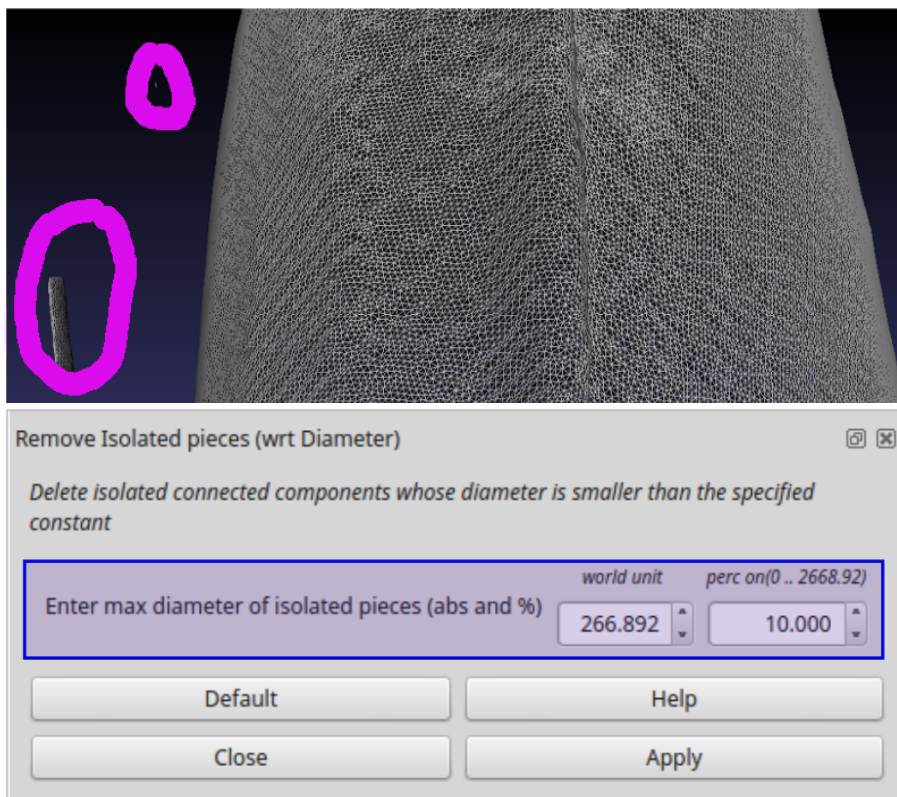 Remove Isolated pieces (wrt Diameter)
Delete isolated connected components whose diameter is smaller than the specified
constant
world unit perc on(0 .. 2668.92)
Enter max diameter of isolated pieces (abs and %) 266.892 10.000
Default Help
Close Apply